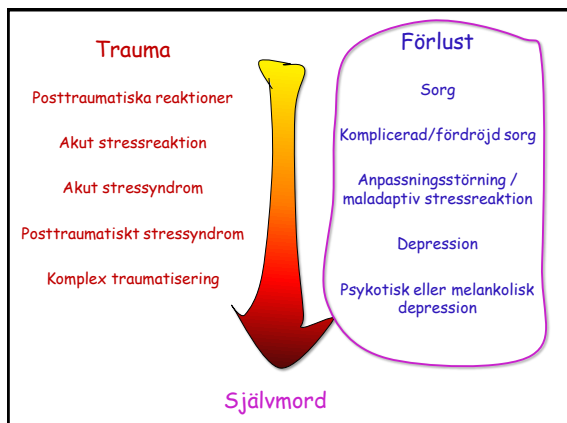 Trauma
Posttraumatiska reaktioner
Akut stressreaktion
Akut stressyndrom
Posttraumatiskt stressyndrom
Komplex traumatisering
Förlust
Sorg
Komplicerad/fördröjd sorg
Anpassningsstörning /
maladaptiv stressreaktion
Depression
Psykotisk eller melankolisk
depression
Självmord